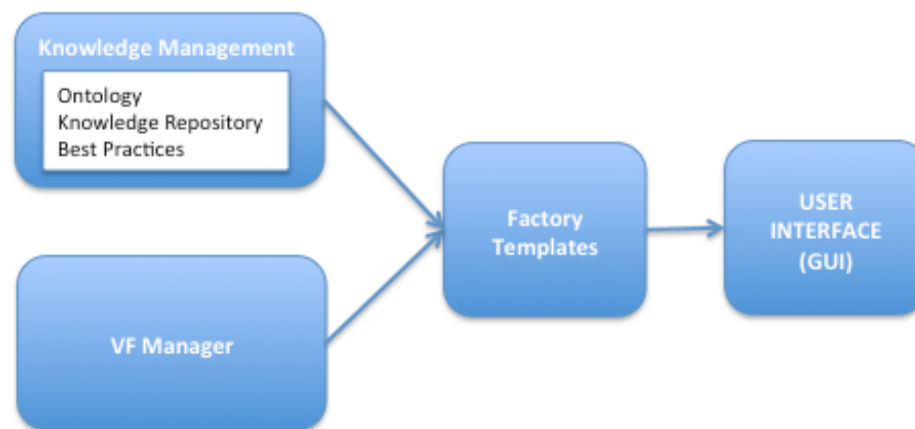 Knowledge Management
Ontology
Knowledge Repository
Best Practices
VF Manager
Factory
Templates
USER
INTERFACE
(GUI)